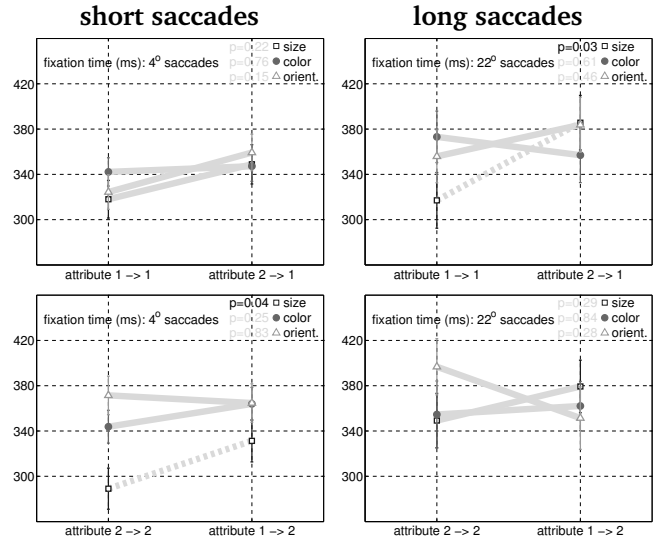 short saccades
long saccades
p=0.22 size
fixation time (ms): 4° saccades p=0.76 color
p=0.15 orient.
420
380
340
300
attribute 1 −> 1 attribute 2 −> 1
p=0.03 size
fixation time (ms): 22° saccades p=0.61 color
p=0.46 orient.
420
380
340
300
attribute 1 −> 1 attribute 2 −> 1
p=0.04 size
fixation time (ms): 4° saccades p=0.25 color
p=0.83 orient.
420
380
340
300
attribute 2 −> 2 attribute 1 −> 2
p=0.29 size
fixation time (ms): 22° saccades p=0.84 color
p=0.28 orient.
420
380
340
300
attribute 2 −> 2 attribute 1 −> 2